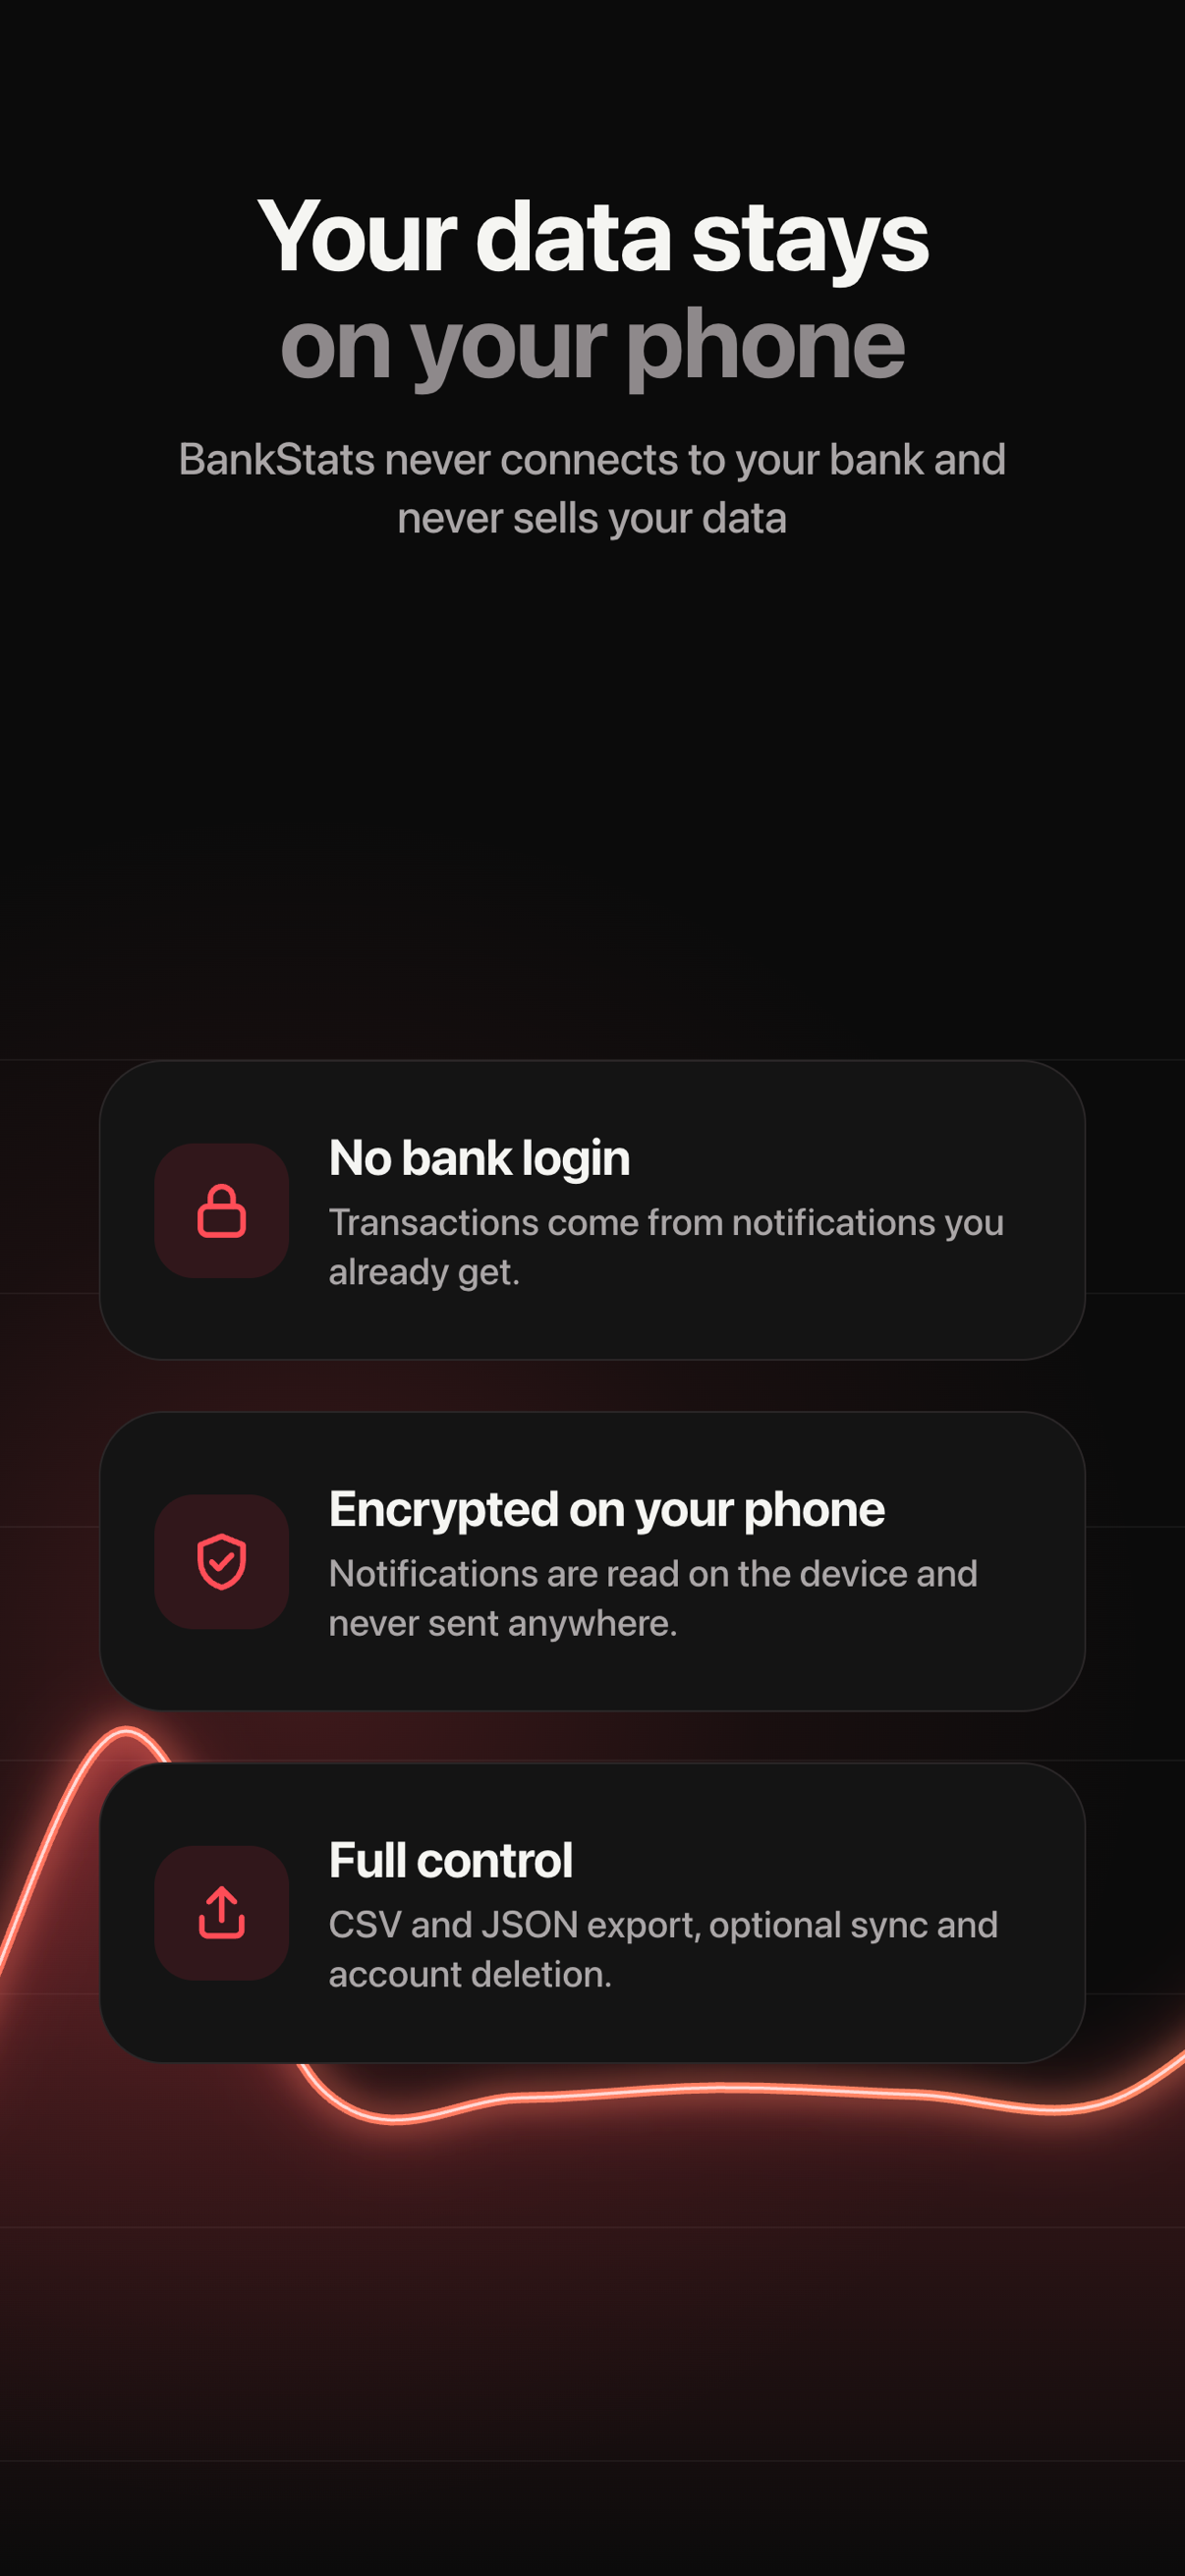 Your data stays
on your phone
BankStats never connects to your bank and
never sells your data
No bank login
Transactions come from notifications you
already get.
Encrypted on your phone
Notifications are read on the device and
never sent anywhere.
Full control
CSV and JSON export, optional sync and
account deletion.